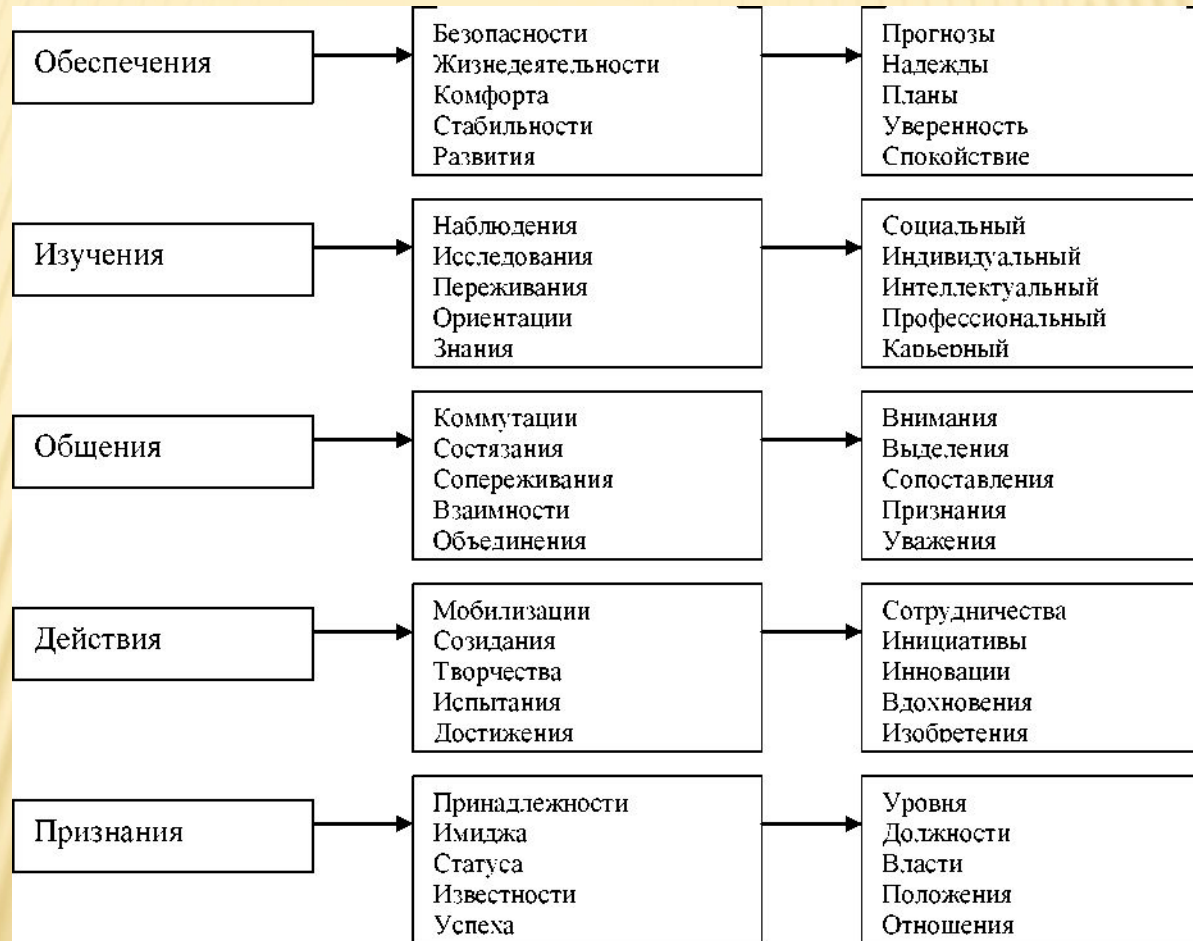 Обеспечения
Безопасности
Жизнедеятельности
Комфорта
Стабильности
Развития
Прогнозы
Надежды
Планы
Уверенность
Спокойствие
Изучения
Наблюдения
Исследования
Переживания
Ориентации
Знания
Социальный
Индивидуальный
Интеллектуальный
Профессиональный
Карьерный
Общения
Коммутации
Состязания
Сопереживания
Взаимности
Объединения
Внимания
Выделения
Сопоставления
Признания
Уважения
Действия
Мобилизации
Созидания
Творчества
Испытания
Достижения
Сотрудничества
Инициативы
Инновации
Вдохновения
Изобретения
Признания
Принадлежности
Имиджа
Статуса
Известности
Успеха
Уровня
Должности
Власти
Положения
Отношения